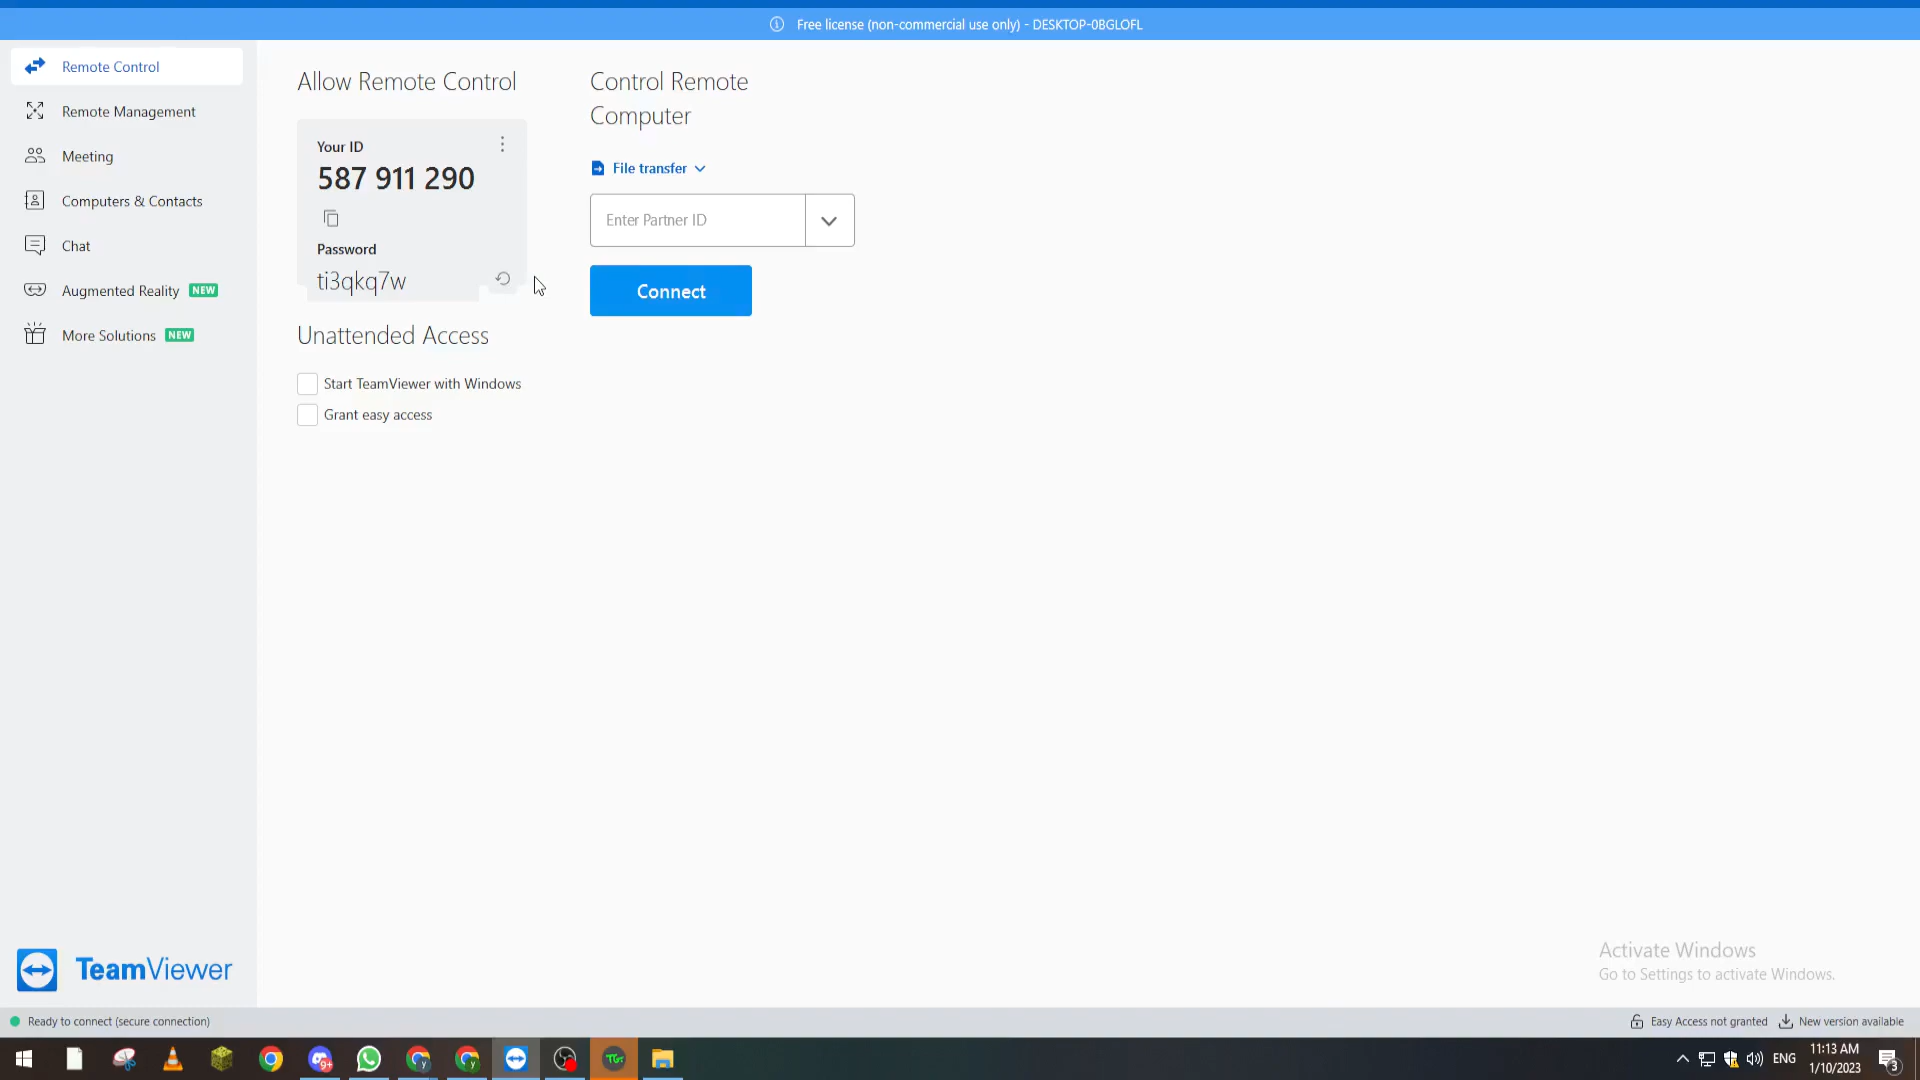 Free license (non-commercial use only) - DESKTOP-0BGLOFL
Remote Control
Remote Management
Meeting
Computers & Contacts
Chat
Augmented Reality NEW
More Solutions NEW
Allow Remote Control
Your ID
587 911 290
Password
ti3qkq7w
Unattended Access
Start TeamViewer with Windows
Grant easy access
Control Remote
Computer
File transfer
Enter Partner ID
Connect
Activate Windows
Go to Settings to activate Windows.
TeamViewer
Ready to connect (secure connection)
Easy Access not granted
New version available
9+
y
y
TGF
ENG
11:13 AM
1/10/2023
3